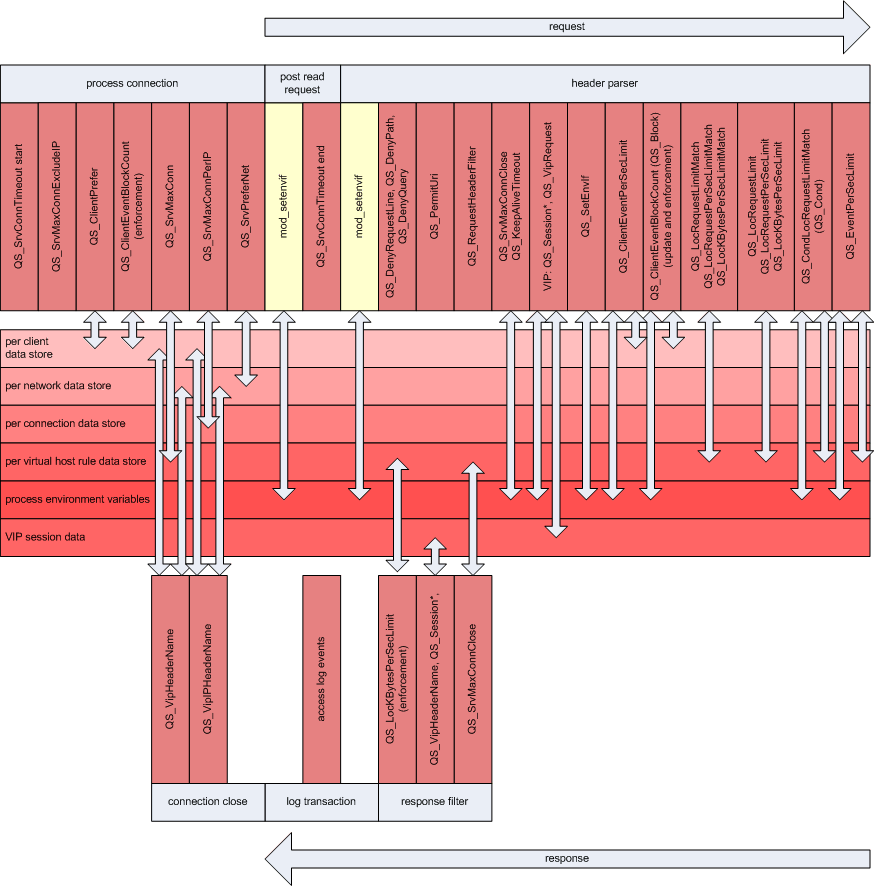 request
process connection
post read
request
header parser
QS_SrvConnTimeout start
QS_SrvMaxConnExcludeIP
QS_ClientPrefer
QS_ClientEventBlockCount
(enforcement)
QS_SrvMaxConn
QS_SrvMaxConnPerIP
QS_SrvPreferNet
mod_setenvif
QS_SrvConnTimeout end
mod_setenvif
QS_DenyRequestLine, QS_DenyPath,
QS_DenyQuery
QS_PermitUri
QS_RequestHeaderFilter
QS_SrvMaxConnClose
QS_KeepAliveTimeout
VIP: QS_Session*, QS_VipRequest
QS_SetEnvIf
QS_ClientEventPerSecLimit
QS_ClientEventBlockCount (QS_Block)
(update and enforcement)
QS_LocRequestLimitMatch
QS_LocRequestPerSecLimitMatch
QS_LocKBytesPerSecLimitMatch
QS_LocRequestLimit
QS_LocRequestPerSecLimit
QS_LocKBytesPerSecLimit
QS_CondLocRequestLimitMatch
(QS_Cond)
QS_EventPerSecLimit
per client
data store
per network data store
per connection data store
per virtual host rule data store
process environment variables
VIP session data
QS_VipHeaderName
QS_VipIPHeaderName
access log events
QS_LocKBytesPerSecLimit
(enforcement)
QS_VipHeaderName, QS_Session*,
QS_SrvMaxConnClose
connection close
log transaction
response filter
response